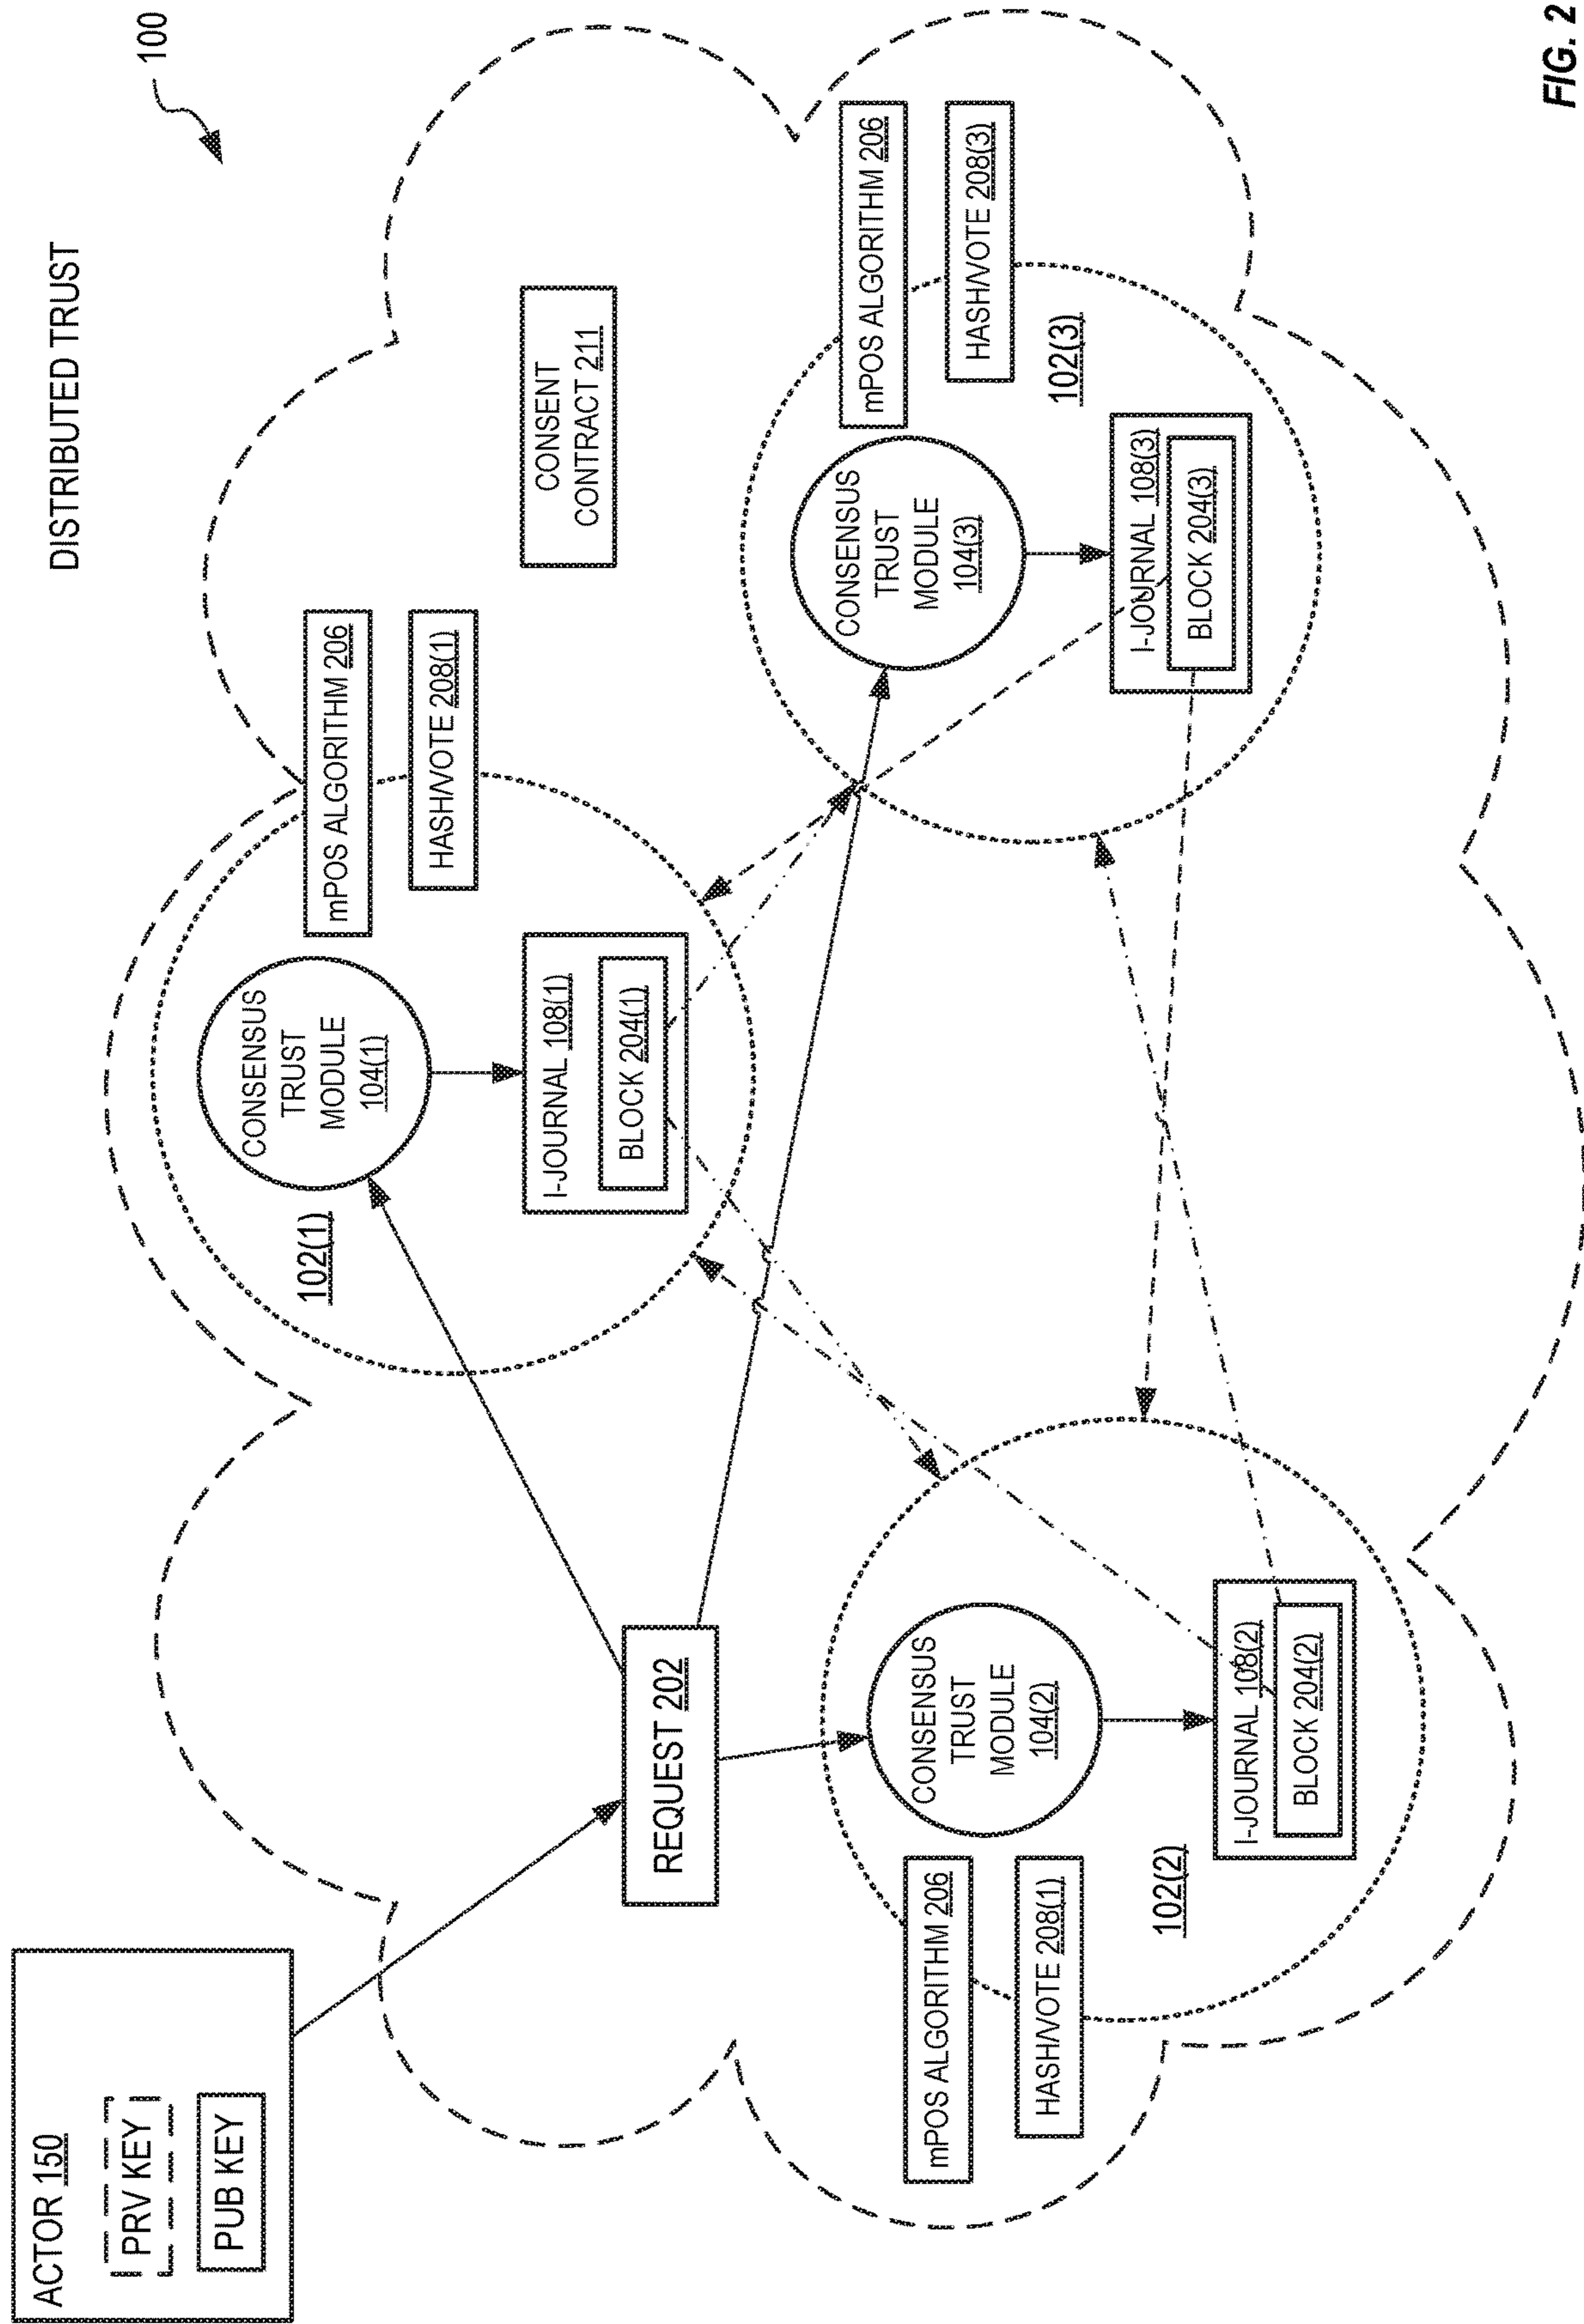 DISTRIBUTED TRUST
100
ACTOR 150
PRV KEY
PUB KEY
REQUEST 202
102(1)
CONSENSUS
TRUST
MODULE
104(1)
I-JOURNAL 108(1)
BLOCK 204(1)
mPOS ALGORITHM 206
HASH/VOTE 208(1)
CONSENT
CONTRACT 211
mPOS ALGORITHM 206
HASH/VOTE 208(1)
102(2)
CONSENSUS
TRUST
MODULE
104(2)
I-JOURNAL 108(2)
BLOCK 204(2)
CONSENSUS
TRUST
MODULE
104(3)
I-JOURNAL 108(3)
BLOCK 204(3)
mPOS ALGORITHM 206
HASH/VOTE 208(3)
102(3)
FIG. 2